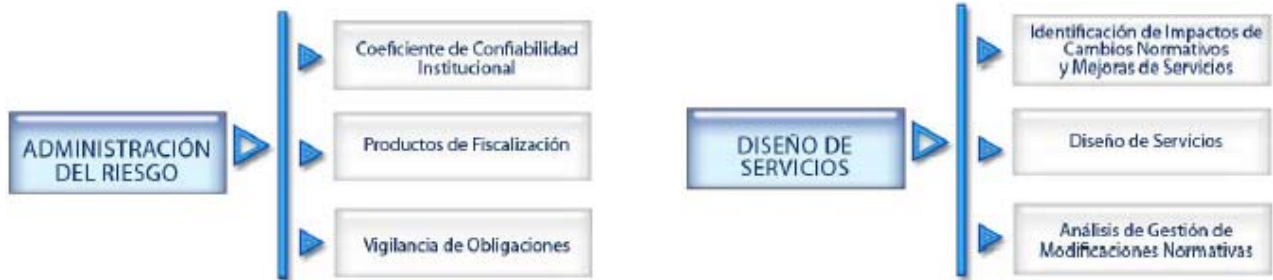 ADMINISTRACIÓN
DEL RIESGO
Coeficiente de Confiabilidad
Institucional
Productos de Fiscalización
Vigilancia de Obligaciones
DISEÑO DE
SERVICIOS
Identificación de Impactos de
Cambios Normativos
y Mejoras de Servicios
Diseño de Servicios
Análisis de Gestión de
Modificaciones Normativas